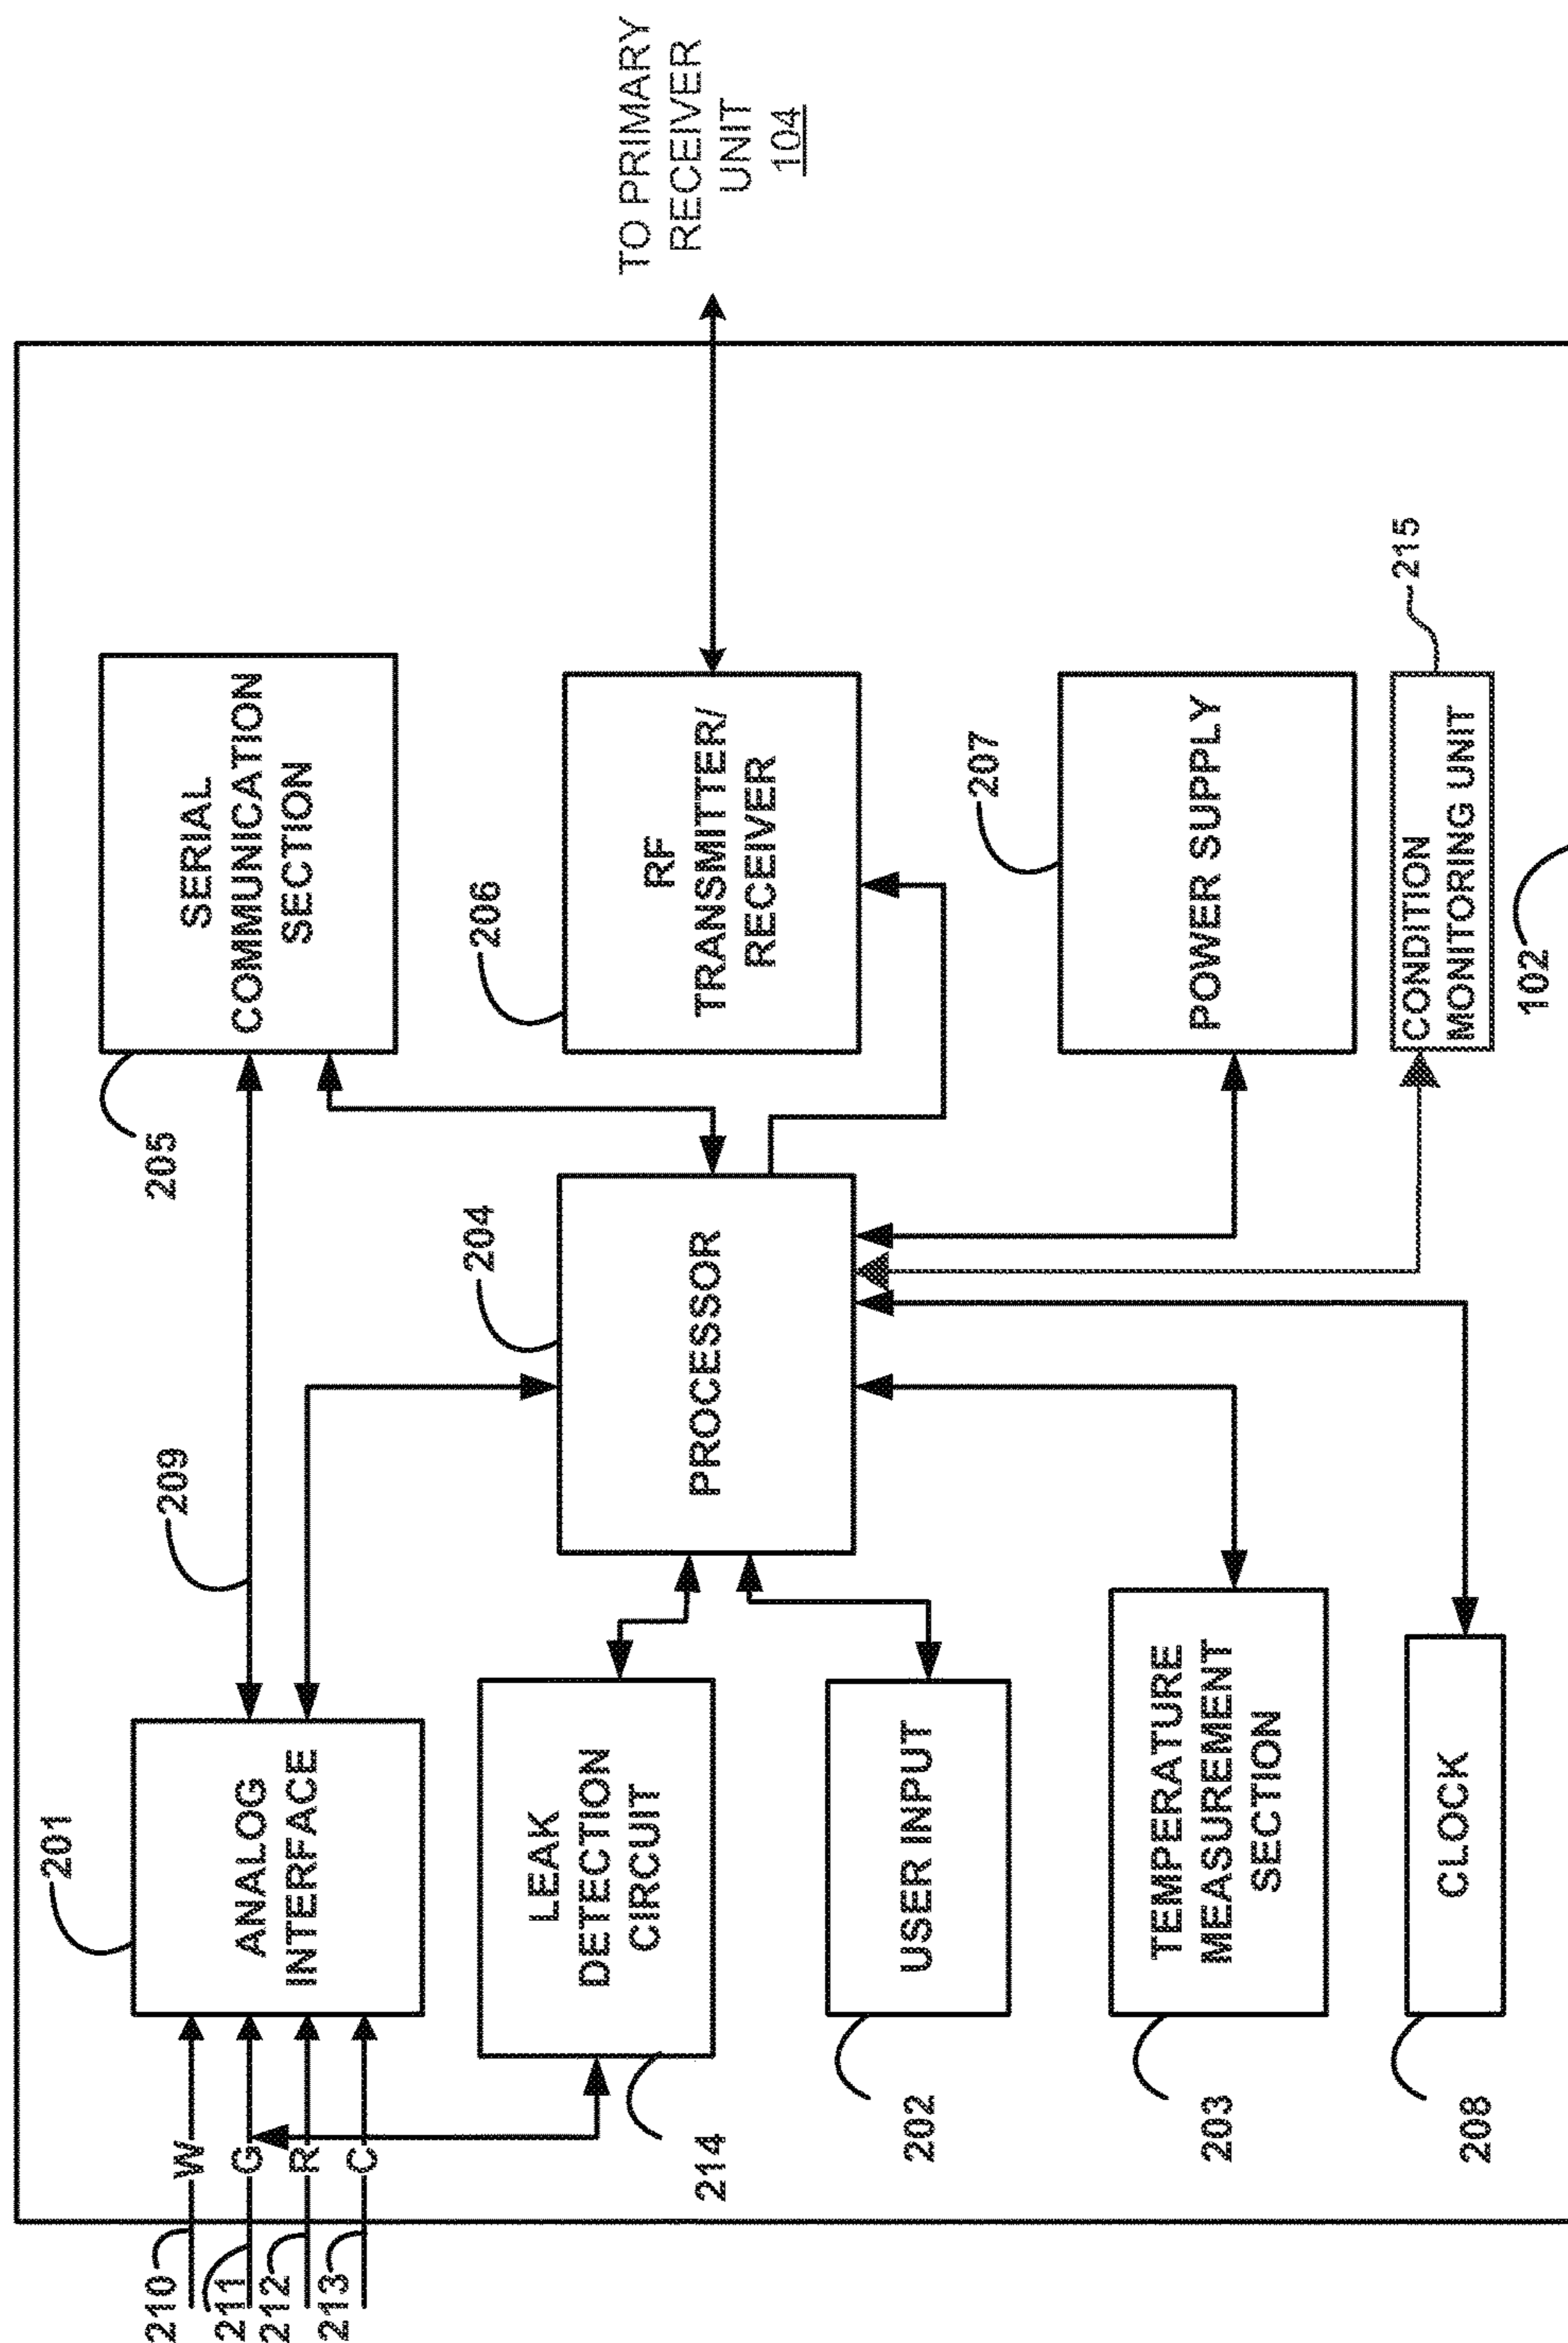 210
W
211
G
212
R
213
C
201
ANALOG
INTERFACE
209
205
SERIAL
COMMUNICATION
SECTION
214
LEAK
DETECTION
CIRCUIT
204
PROCESSOR
206
RF
TRANSMITTER/
RECEIVER
TO PRIMARY
RECEIVER
UNIT
104
202
USER INPUT
203
TEMPERATURE
MEASUREMENT
SECTION
207
POWER SUPPLY
208
CLOCK
CONDITION
MONITORING UNIT
215
102